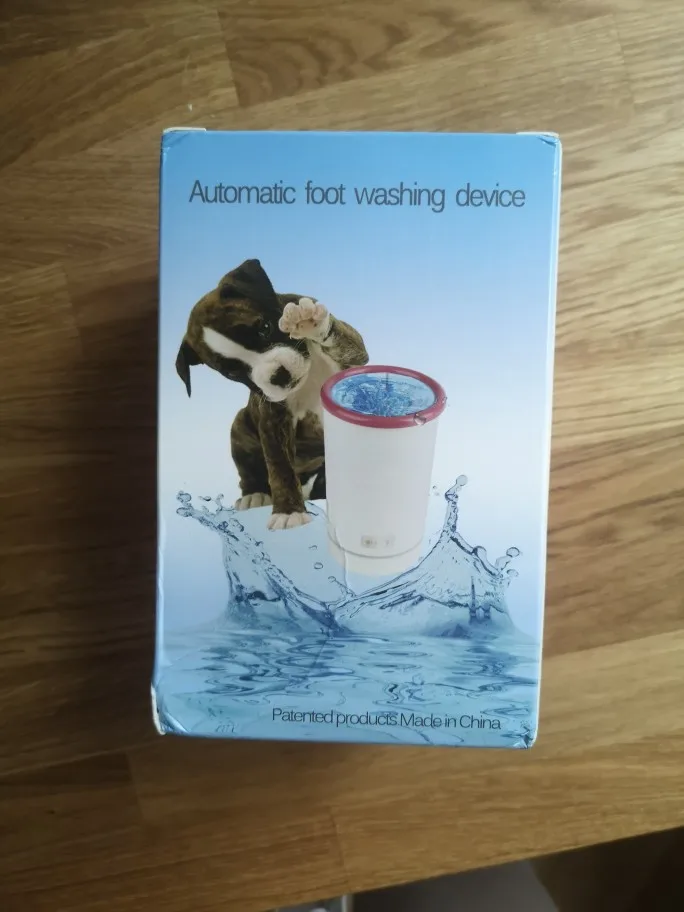 Automatic foot washing device
Patented products Made in China